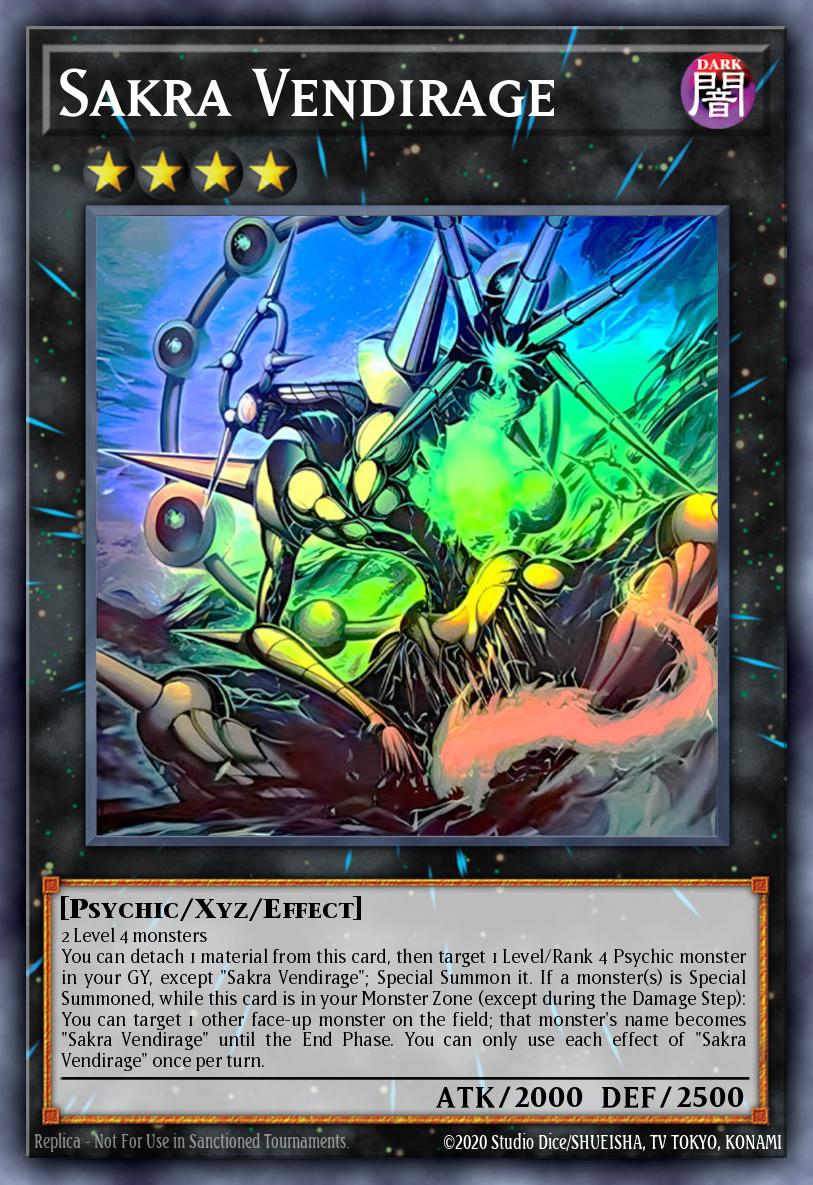 Sakra Vendirage
DARK
闇
[Psychic/Xyz/Effect]
2 Level 4 monsters
You can detach 1 material from this card, then target 1 Level/Rank 4 Psychic monster
in your GY, except "Sakra Vendirage"; Special Summon it. If a monster(s) is Special
Summoned, while this card is in your Monster Zone (except during the Damage Step):
You can target 1 other face-up monster on the field; that monster's name becomes
"Sakra Vendirage" until the End Phase. You can only use each effect of "Sakra
Vendirage" once per turn.
ATK/2000 DEF/2500
Replica - Not For Use in Sanctioned Tournaments.
©2020 Studio Dice/SHUEISHA, TV TOKYO, KONAMI